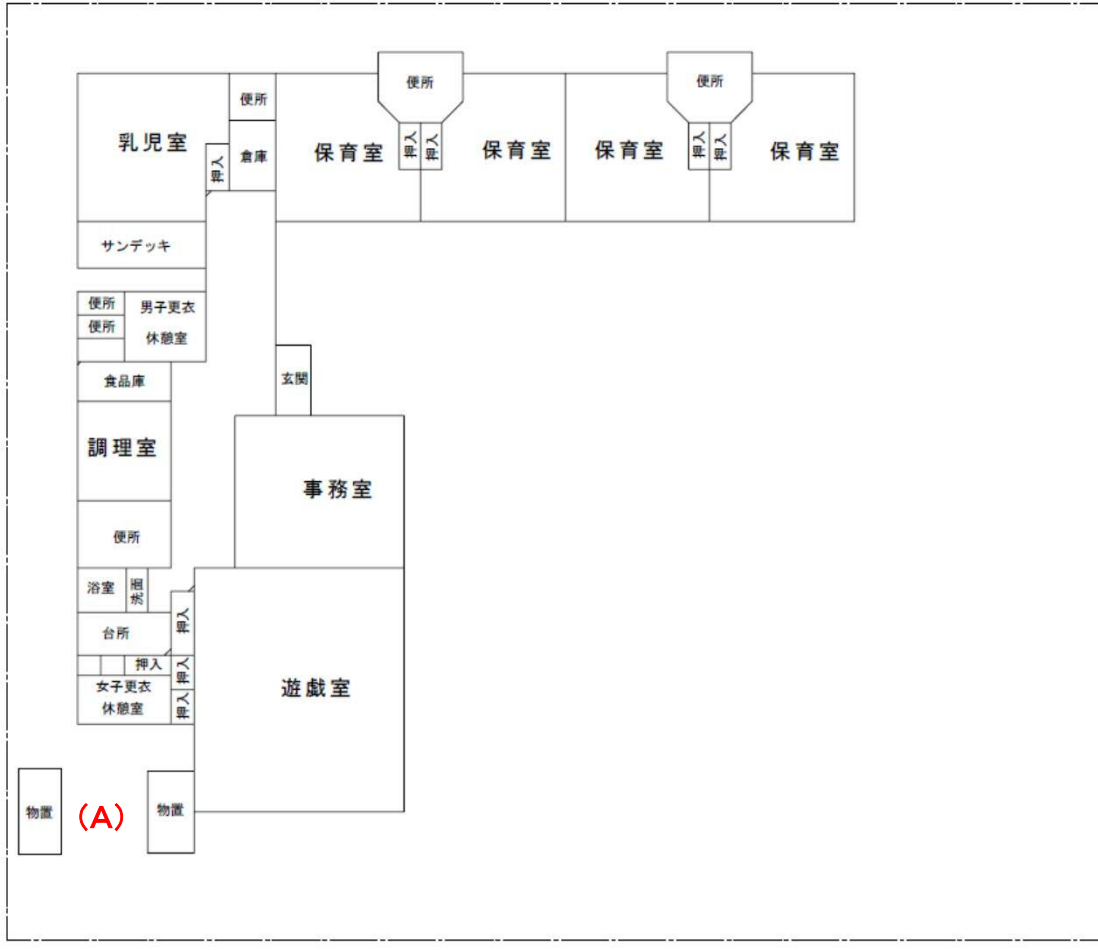 便所
便所
便所
乳児室
押入
倉庫
保育室
押入
押入
保育室
保育室
押入
押入
保育室
サンデッキ
便所
便所
男子更衣
休憩室
玄関
食品庫
調理室
事務室
便所
浴室
洗面
押入
台所
押入
押入
女子更衣
休憩室
押入
遊戯室
物置
(A)
物置